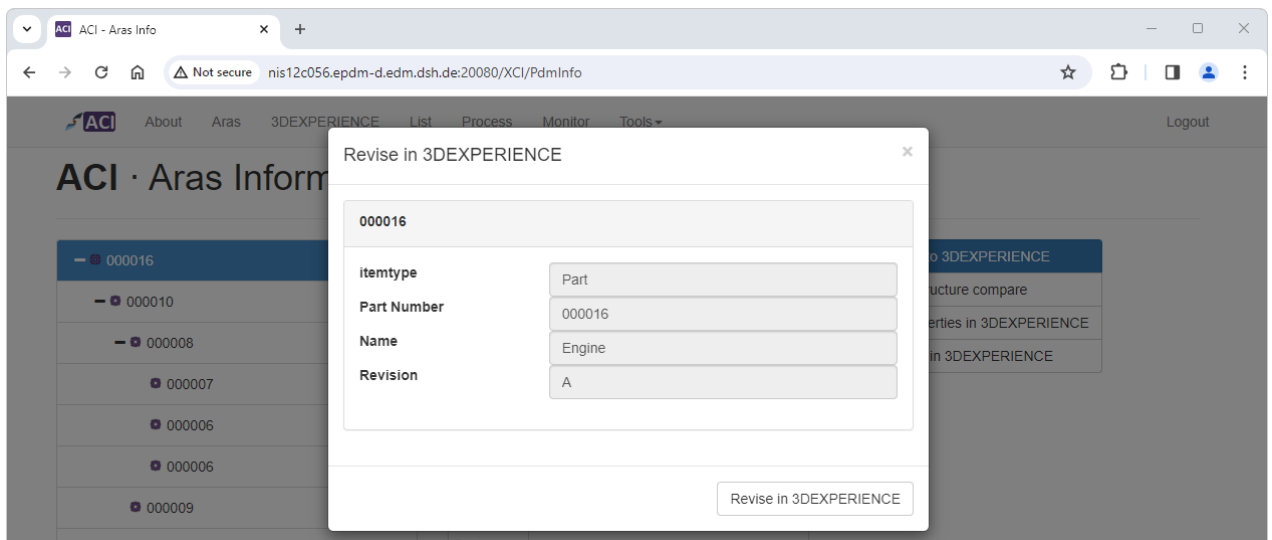 ACI ACI - Aras Info
Not secure nis12c056.epdm-d.edm.dsh.de:20080/XCI/PdmInfo
ACI About Aras 3DEXPERIENCE List Process Monitor Tools Logout
ACI · Aras Inform
Revise in 3DEXPERIENCE ×
000016
itemtype Part
Part Number 000016
Name Engine
Revision A
Revise in 3DEXPERIENCE
000016
000010
000008
000007
000006
000006
000009
o 3DEXPERIENCE
ucture compare
erties in 3DEXPERIENCE
in 3DEXPERIENCE